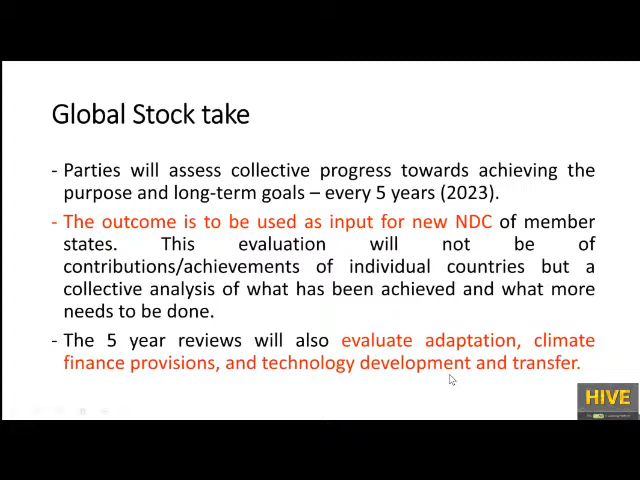 Global Stock take
- Parties will assess collective progress towards achieving the
purpose and long-term goals – every 5 years (2023).
- The outcome is to be used as input for new NDC of member
states. This evaluation will not be of
contributions/achievements of individual countries but a
collective analysis of what has been achieved and what more
needs to be done.
- The 5 year reviews will also evaluate adaptation, climate
finance provisions, and technology development and transfer.
HIVE